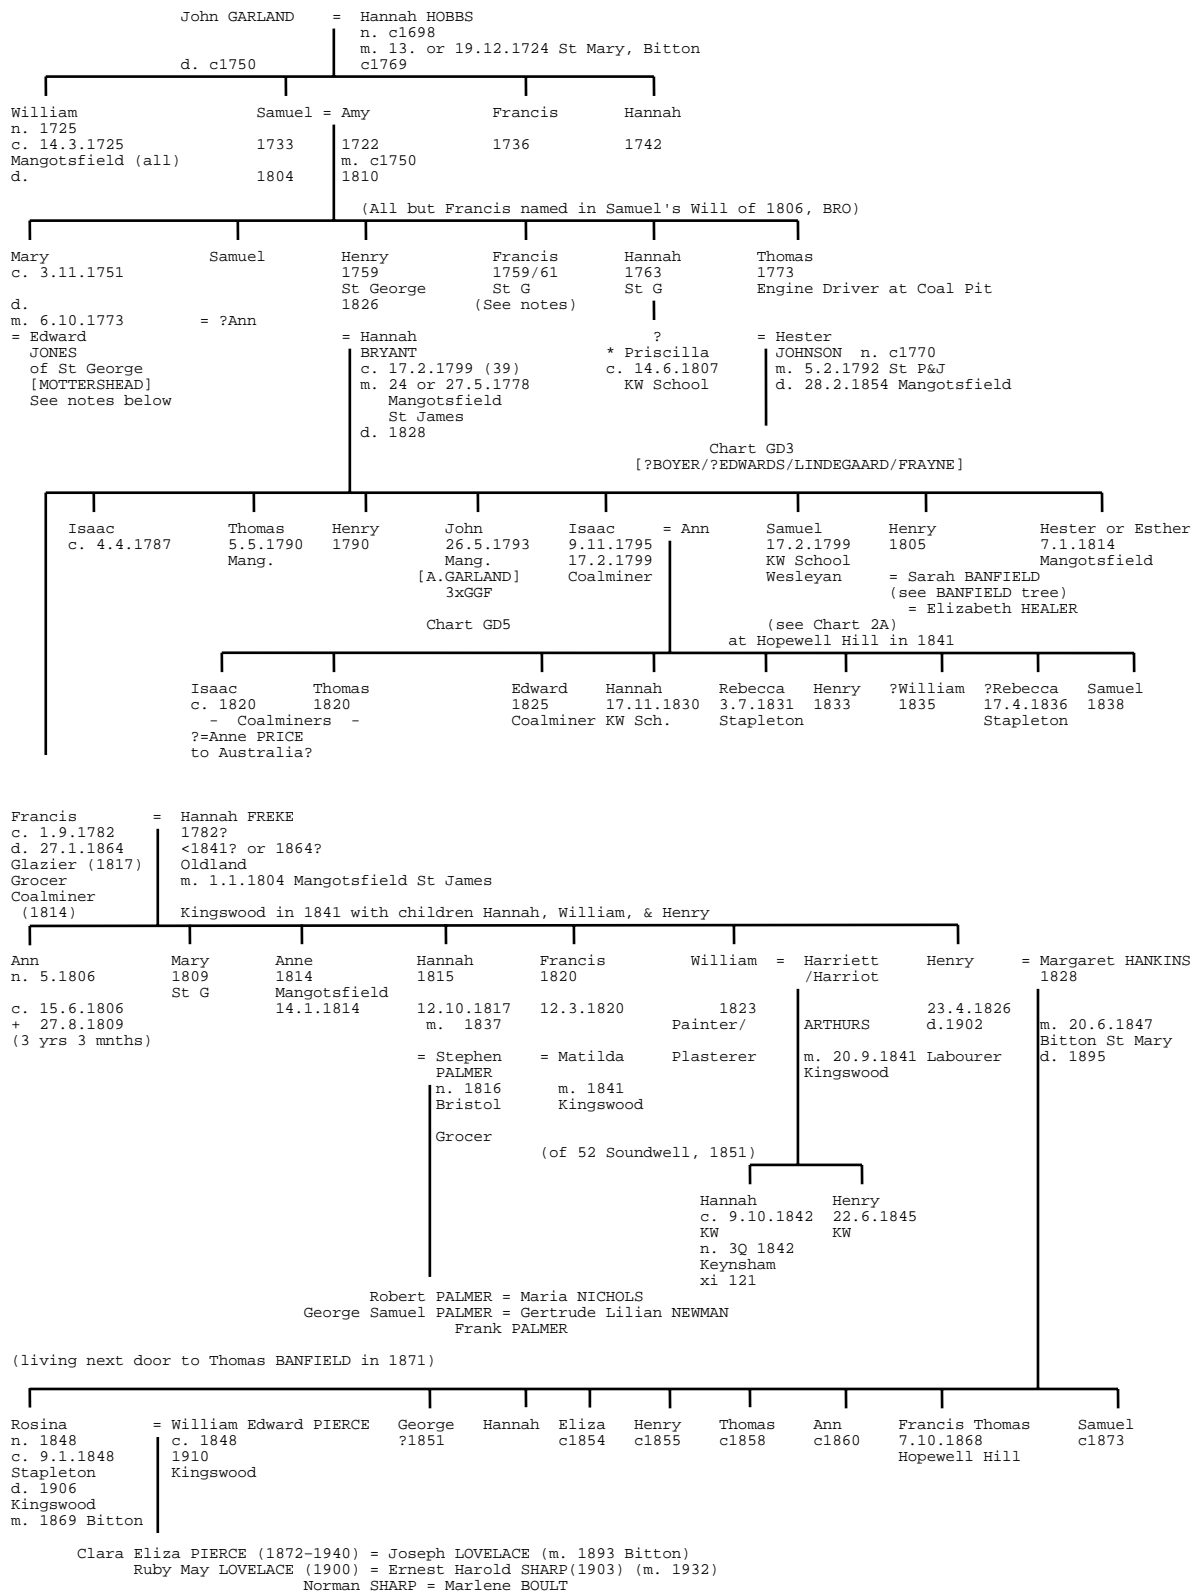 John GARLAND = Hannah HOBBS
n. c1698
m. 13. or 19.12.1724 St Mary, Bitton
d. c1750 c1769
William Samuel = Amy Francis Hannah
n. 1725
c. 14.3.1725 1733 1722 1736 1742
Mangotsfield (all) m. c1750
d. 1804 1810
(All but Francis named in Samuel's Will of 1806, BRO)
Mary Samuel Henry Francis Hannah Thomas
c. 3.11.1751 1759 1759/61 1763 1773
St George St G St G Engine Driver at Coal Pit
d. 1826 (See notes)
m. 6.10.1773 = ?Ann
= Edward = Hannah ? = Hester
JONES BRYANT * Priscilla JOHNSON n. c1770
of St George c. 17.2.1799 (39) c. 14.6.1807 m. 5.2.1792 St P&J
[MOTTERSHEAD] m. 24 or 27.5.1778 KW School d. 28.2.1854 Mangotsfield
See notes below Mangotsfield
St James
d. 1828
Chart GD3
[?BOYER/?EDWARDS/LINDEGAARD/FRAYNE]
Isaac Thomas Henry John Isaac = Ann Samuel Henry Hester or Esther
c. 4.4.1787 5.5.1790 1790 26.5.1793 9.11.1795 17.2.1799 1805 7.1.1814
Mang. Mang. 17.2.1799 KW School Mangotsfield
[A.GARLAND] Coalminer Wesleyan = Sarah BANFIELD
3xGGF (see BANFIELD tree)
= Elizabeth HEALER
Chart GD5 (see Chart 2A)
at Hopewell Hill in 1841
Isaac Thomas Edward Hannah Rebecca Henry ?William ?Rebecca Samuel
c. 1820 1820 1825 17.11.1830 3.7.1831 1833 1835 17.4.1836 1838
- Coalminers - Coalminer KW Sch. Stapleton Stapleton
?=Anne PRICE
to Australia?
Francis = Hannah FREKE
c. 1.9.1782 1782?
d. 27.1.1864 <1841? or 1864?
Glazier (1817) Oldland
Grocer m. 1.1.1804 Mangotsfield St James
Coalminer
(1814) Kingswood in 1841 with children Hannah, William, & Henry
Ann Mary Anne Hannah Francis William = Harriett Henry = Margaret HANKINS
n. 5.1806 1809 1814 1815 1820 /Harriot 1828
St G Mangotsfield
c. 15.6.1806 14.1.1814 12.10.1817 12.3.1820 1823 23.4.1826
+ 27.8.1809 m. 1837 Painter/ ARTHURS d.1902 m. 20.6.1847
(3 yrs 3 mnths) Bitton St Mary
= Stephen = Matilda Plasterer m. 20.9.1841 Labourer d. 1895
PALMER Kingswood
n. 1816 m. 1841
Bristol Kingswood
Grocer
(of 52 Soundwell, 1851)
Hannah Henry
c. 9.10.1842 22.6.1845
KW KW
n. 3Q 1842
Keynsham
xi 121
Robert PALMER = Maria NICHOLS
George Samuel PALMER = Gertrude Lilian NEWMAN
Frank PALMER
(living next door to Thomas BANFIELD in 1871)
Rosina = William Edward PIERCE George Hannah Eliza Henry Thomas Ann Francis Thomas Samuel
n. 1848 c. 1848 ?1851 c1854 c1855 c1858 c1860 7.10.1868 c1873
c. 9.1.1848 1910 Hopewell Hill
Stapleton Kingswood
d. 1906
Kingswood
m. 1869 Bitton
Clara Eliza PIERCE (1872-1940) = Joseph LOVELACE (m. 1893 Bitton)
Ruby May LOVELACE (1900) = Ernest Harold SHARP(1903) (m. 1932)
Norman SHARP = Marlene BOULT